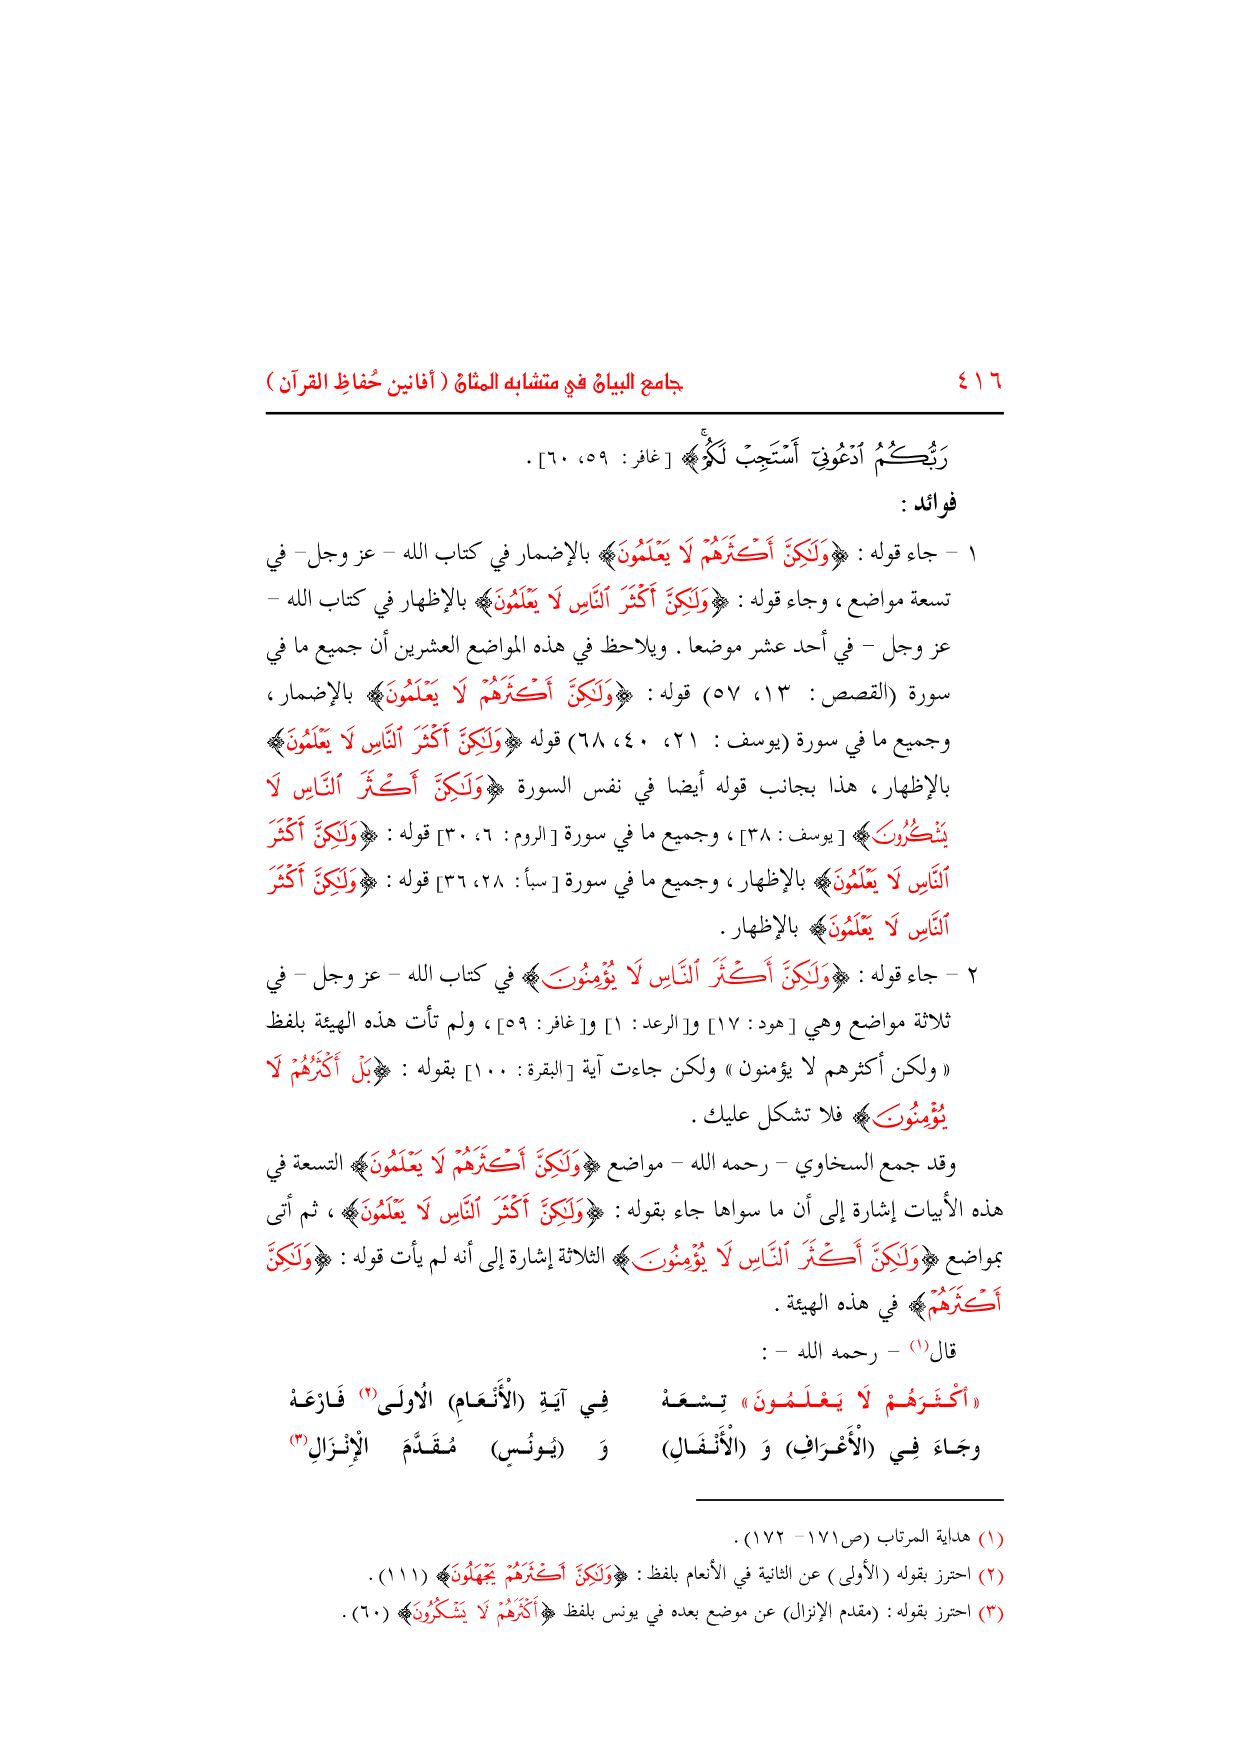 ٤١٦ جامع البيان في متشابه المثان ( أفانين حُفاظِ القرآن )
رَبُّكُمُ ٱدْعُونِىٓ أَسْتَجِبْ لَكُمْ ۚ﴾ [ غافر : ٥٩، ٦٠] .
فوائد :
١ – جاء قوله : ﴿وَلَٰكِنَّ أَكْثَرَهُمْ لَا يَعْلَمُونَ﴾ بالإضمار في كتاب الله – عز وجل– في
تسعة مواضع ، وجاء قوله : ﴿وَلَٰكِنَّ أَكْثَرَ ٱلنَّاسِ لَا يَعْلَمُونَ﴾ بالإظهار في كتاب الله –
عز وجل – في أحد عشر موضعا . ويلاحظ في هذه المواضع العشرين أن جميع ما في
سورة (القصص : ١٣، ٥٧) قوله : ﴿وَلَٰكِنَّ أَكْثَرَهُمْ لَا يَعْلَمُونَ﴾ بالإضمار ،
وجميع ما في سورة (يوسف : ٢١، ٤٠، ٦٨) قوله ﴿وَلَٰكِنَّ أَكْثَرَ ٱلنَّاسِ لَا يَعْلَمُونَ﴾
بالإظهار ، هذا بجانب قوله أيضا في نفس السورة ﴿وَلَٰكِنَّ أَكْثَرَ ٱلنَّاسِ لَا
يَشْكُرُونَ﴾ [ يوسف : ٣٨] ، وجميع ما في سورة [الروم : ٦، ٣٠] قوله : ﴿وَلَٰكِنَّ أَكْثَرَ
ٱلنَّاسِ لَا يَعْلَمُونَ﴾ بالإظهار ، وجميع ما في سورة [ سبأ : ٢٨، ٣٦] قوله : ﴿وَلَٰكِنَّ أَكْثَرَ
ٱلنَّاسِ لَا يَعْلَمُونَ﴾ بالإظهار .
٢ – جاء قوله : ﴿وَلَٰكِنَّ أَكْثَرَ ٱلنَّاسِ لَا يُؤْمِنُونَ﴾ في كتاب الله – عز وجل – في
ثلاثة مواضع وهي [ هود : ١٧] و[ الرعد : ١] و[ غافر : ٥٩] ، ولم تأت هذه الهيئة بلفظ
« ولكن أكثرهم لا يؤمنون » ولكن جاءت آية [البقرة : ١٠٠] بقوله : ﴿بَلْ أَكْثَرُهُمْ لَا
يُؤْمِنُونَ﴾ فلا تشكل عليك .
وقد جمع السخاوي – رحمه الله – مواضع ﴿وَلَٰكِنَّ أَكْثَرَهُمْ لَا يَعْلَمُونَ﴾ التسعة في
هذه الأبيات إشارة إلى أن ما سواها جاء بقوله : ﴿وَلَٰكِنَّ أَكْثَرَ ٱلنَّاسِ لَا يَعْلَمُونَ﴾ ، ثم أتى
بمواضع ﴿وَلَٰكِنَّ أَكْثَرَ ٱلنَّاسِ لَا يُؤْمِنُونَ﴾ الثلاثة إشارة إلى أنه لم يأت قوله : ﴿وَلَٰكِنَّ
أَكْثَرَهُمْ﴾ في هذه الهيئة .
قال(١) – رحمه الله – :
« أكْثَرَهُمْ لَا يَعْلَمُونَ » تِسْعَهْ فِي آيَةِ (الْأَنْعَامِ) الُاولَى(٢) فَارْعَهْ
وجَاءَ فِي (الْأَعْرَافِ) وَ (الْأَنْفَالِ) وَ (يُونُسٍ) مُقَدَّمَ الْإِنْزَالِ(٣)
(١) هداية المرتاب (ص١٧١– ١٧٢) .
(٢) احترز بقوله (الأولى) عن الثانية في الأنعام بلفظ : ﴿وَلَٰكِنَّ أَكْثَرَهُمْ يَجْهَلُونَ﴾ (١١١) .
(٣) احترز بقوله : (مقدم الإنزال) عن موضع بعده في يونس بلفظ ﴿أَكْثَرَهُمْ لَا يَشْكُرُونَ﴾ (٦٠) .